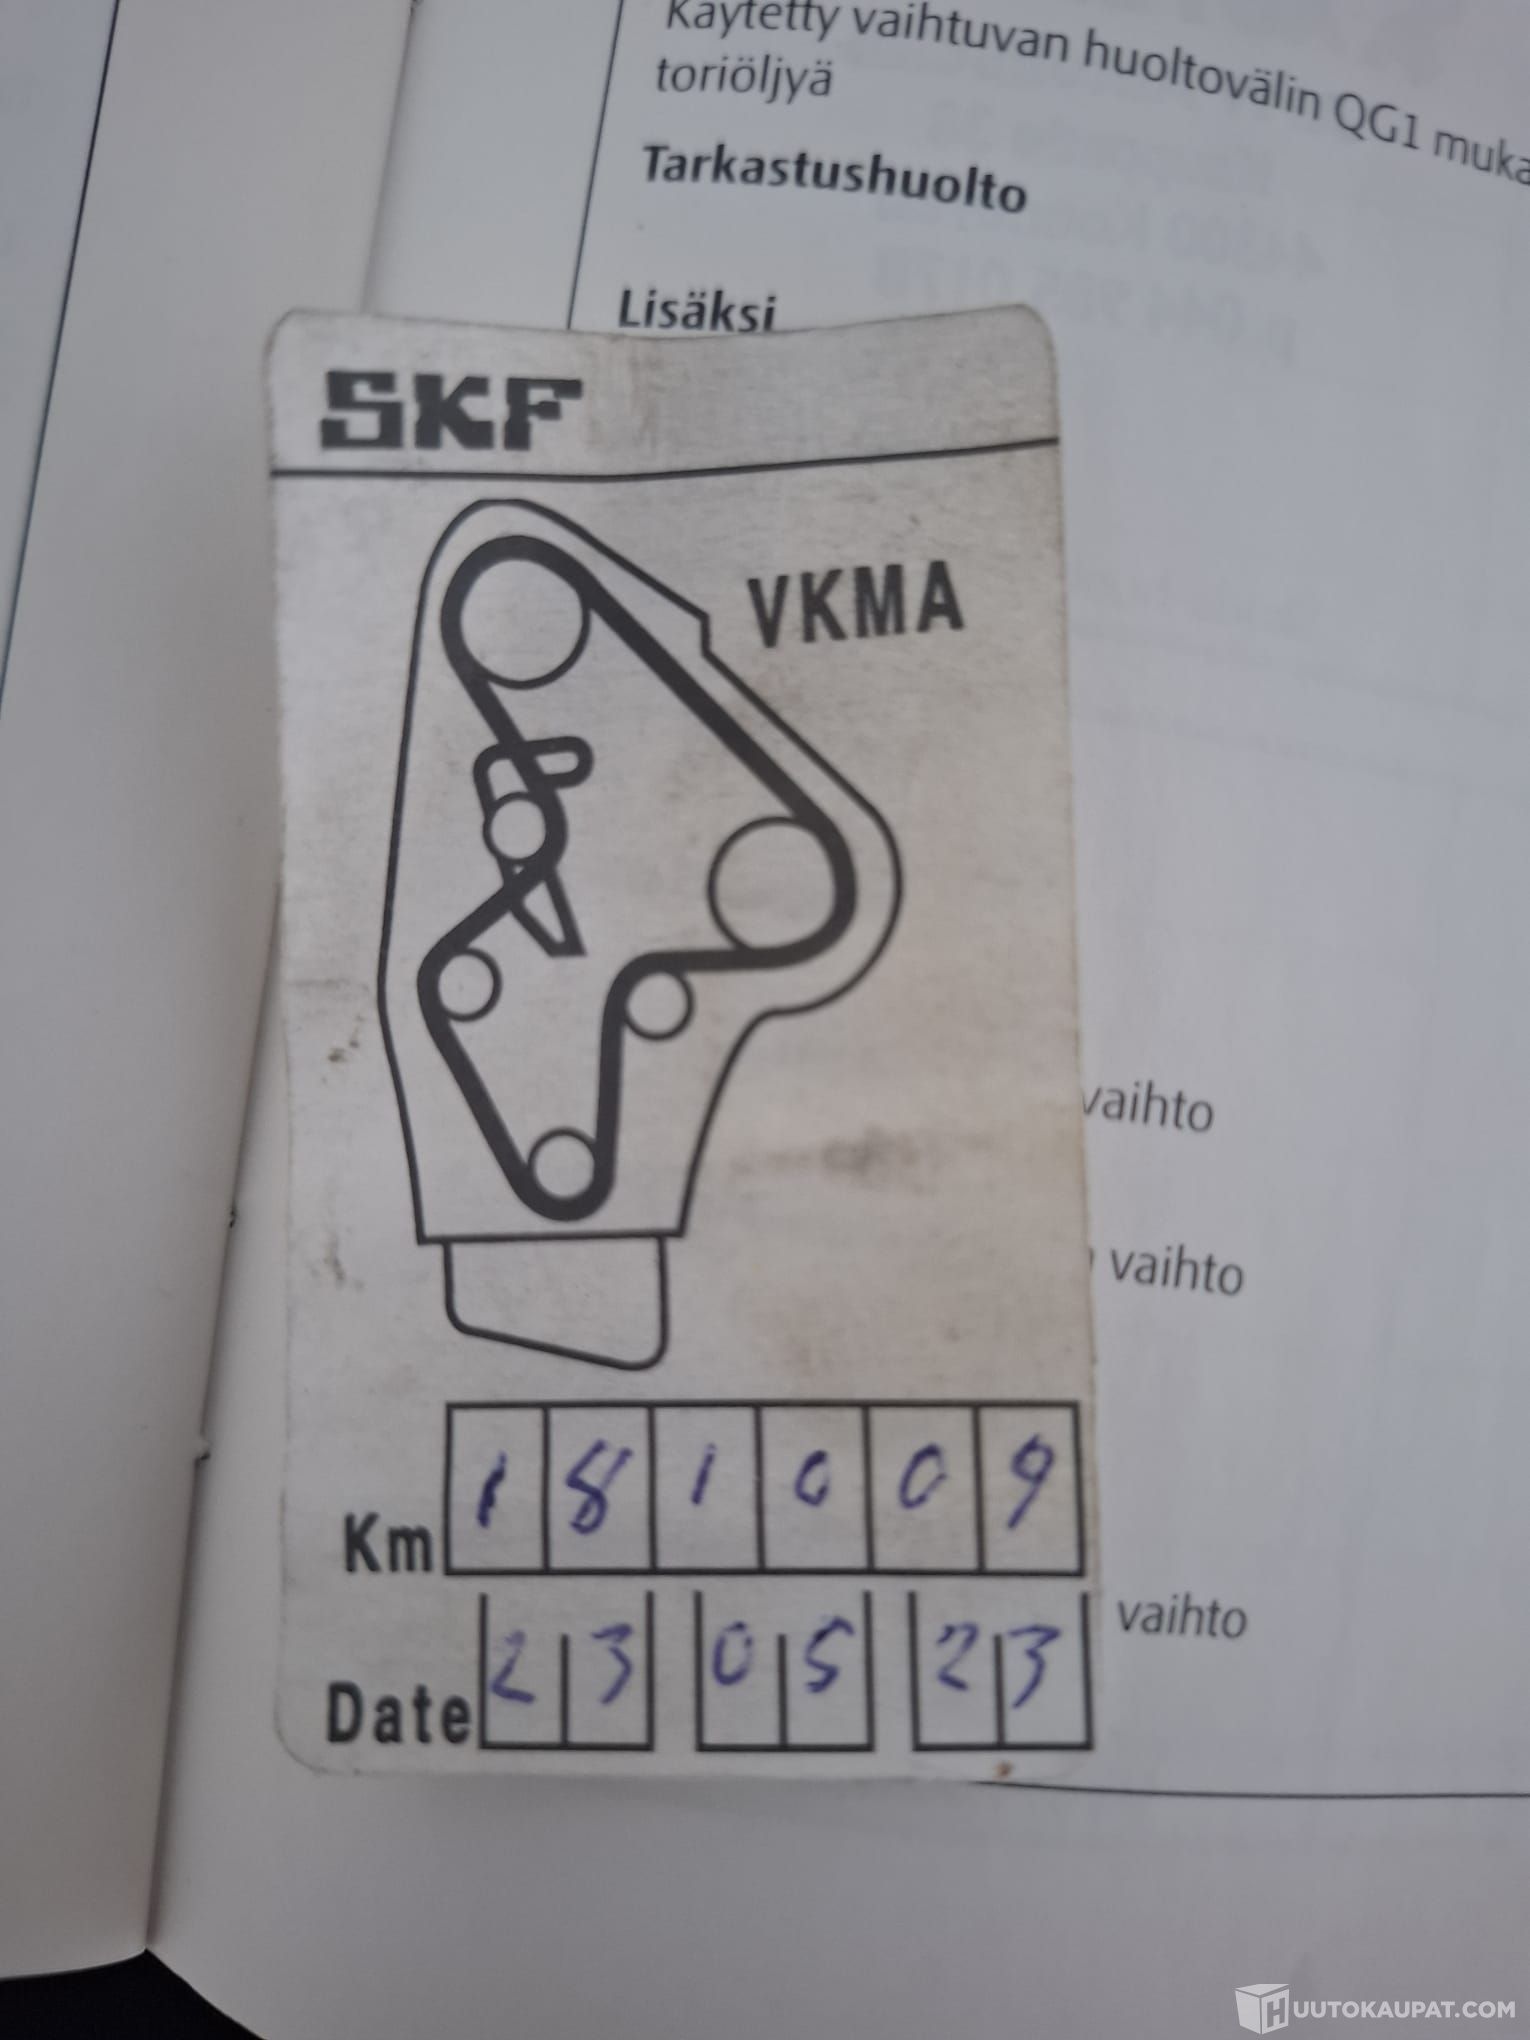 Käytetty vaihtuvan huoltovälin QG1 muka
toriöljyä
Tarkastushuolto
Lisäksi
SKF
VKMA
vaihto
vaihto
vaihto
Km 181009
Date 23 05 23
HUUTOKAUPAT.COM